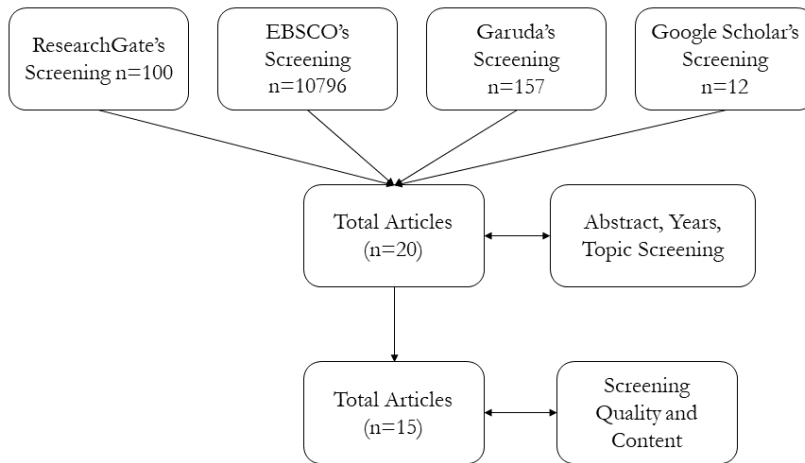 ResearchGate's
Screening n=100
EBSCO's
Screening
n=10796
Garuda's
Screening
n=157
Google Scholar's
Screening
n=12
Total Articles
(n=20)
Abstract, Years,
Topic Screening
Total Articles
(n=15)
Screening
Quality and
Content